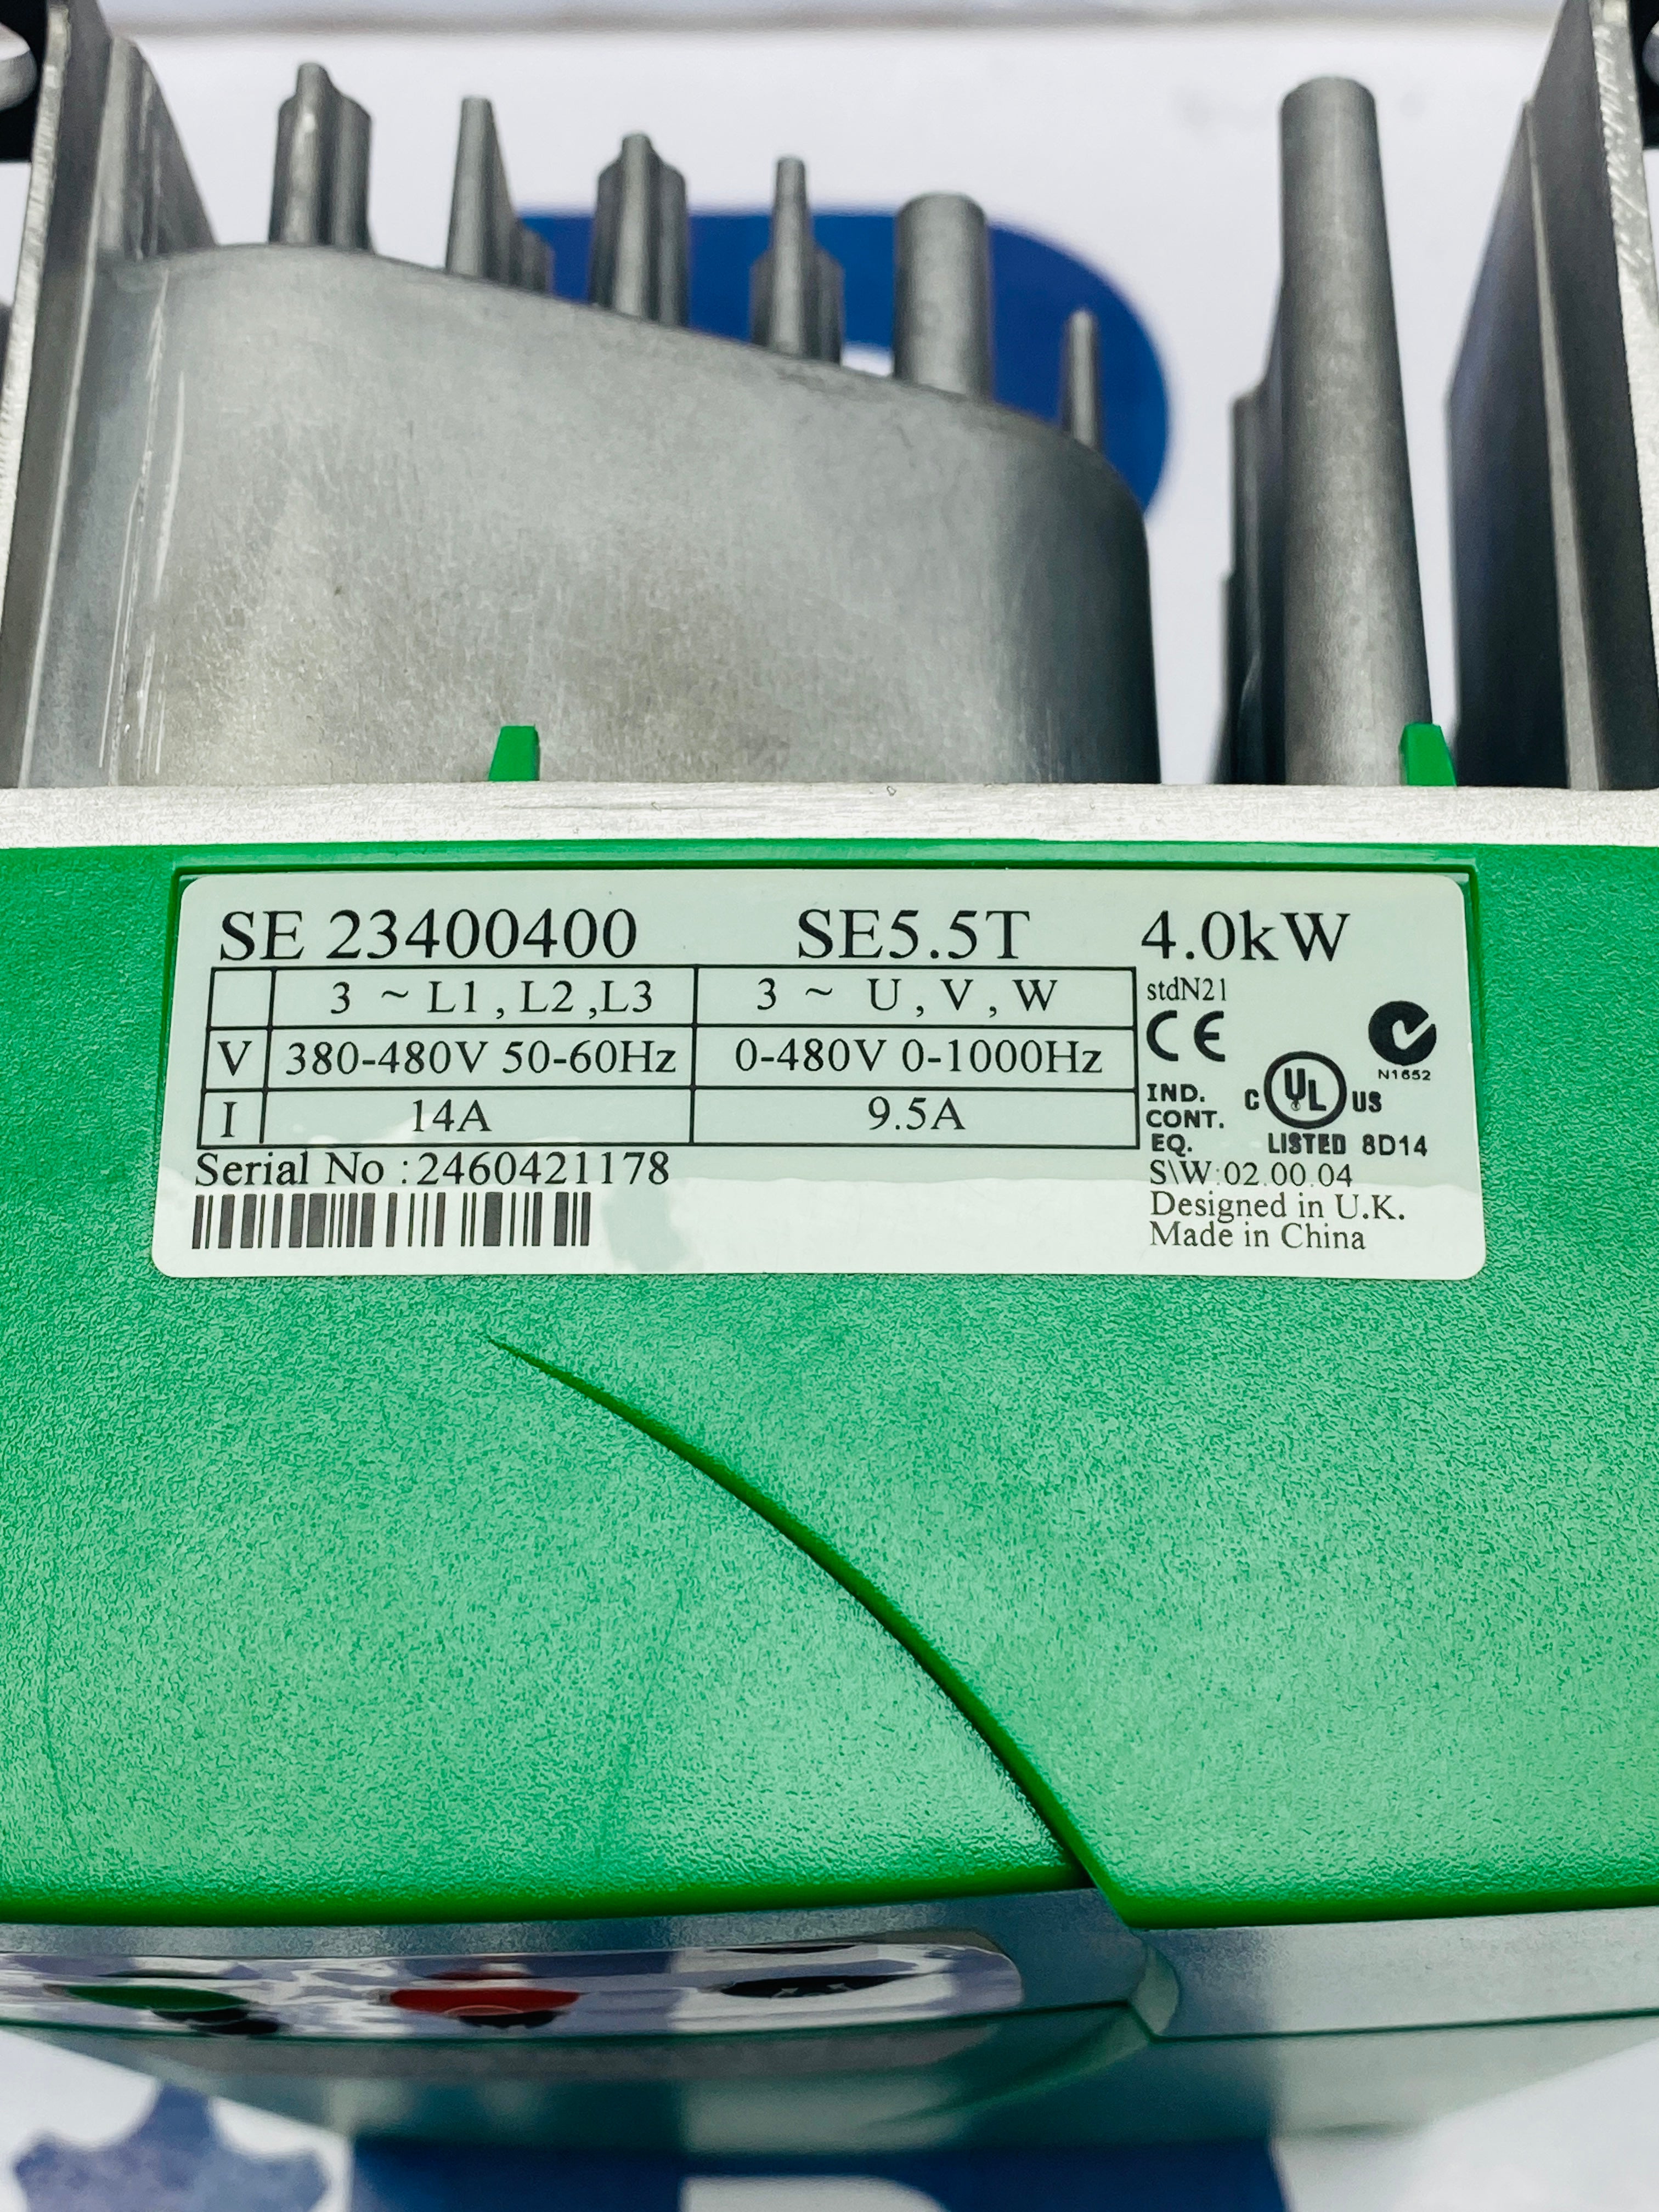 SE 23400400 SE5.5T 4.0kW
3 ~ L1 , L2 ,L3 3 ~ U , V , W stdN21
V 380-480V 50-60Hz 0-480V 0-1000Hz CE
N1652
I 14A 9.5A IND.
CONT.
EQ.
C UL US
LISTED 8D14
Serial No :2460421178 S\W:02.00.04
Designed in U.K.
Made in China